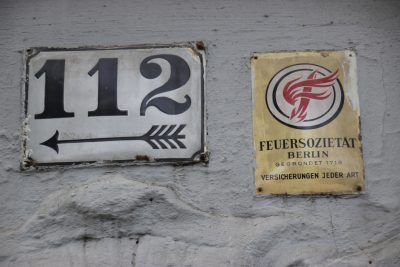 112
FEUERSOZIETÄT
BERLIN
GEGRÜNDET 1718
VERSICHERUNGEN JEDER ART